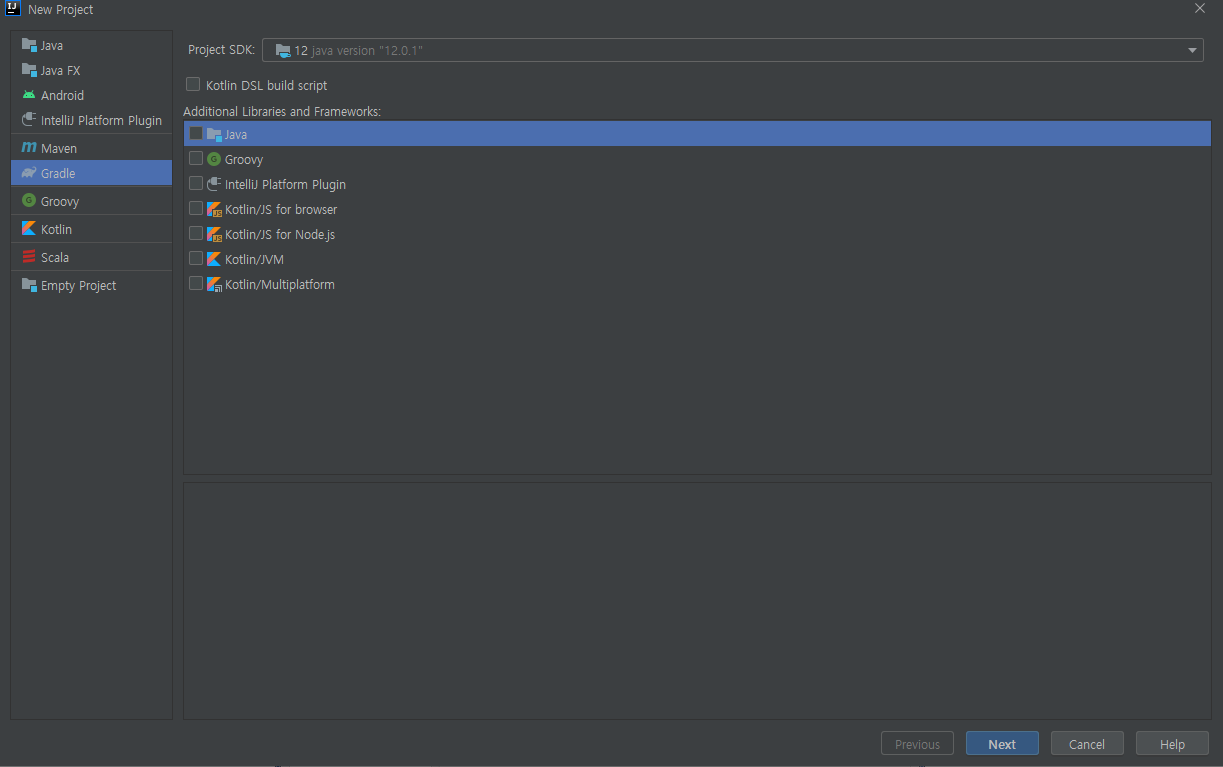 New Project
Java
Java FX
Android
IntelliJ Platform Plugin
Maven
Gradle
Groovy
Kotlin
Scala
Empty Project
Project SDK: 12 java version "12.0.1"
Kotlin DSL build script
Additional Libraries and Frameworks:
Java
Groovy
IntelliJ Platform Plugin
Kotlin/JS for browser
Kotlin/JS for Node.js
Kotlin/JVM
Kotlin/Multiplatform
Previous Next Cancel Help